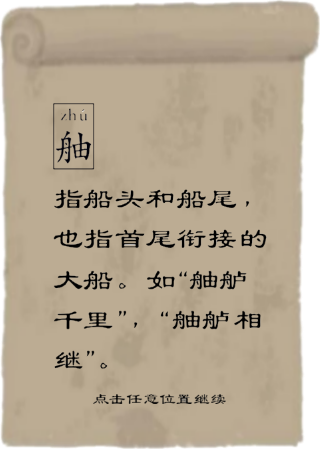 zhú
舳
指船头和船尾，
也指首尾衔接的
大船。如“舳舻
千里”，“舳舻相
继”。
点击任意位置继续